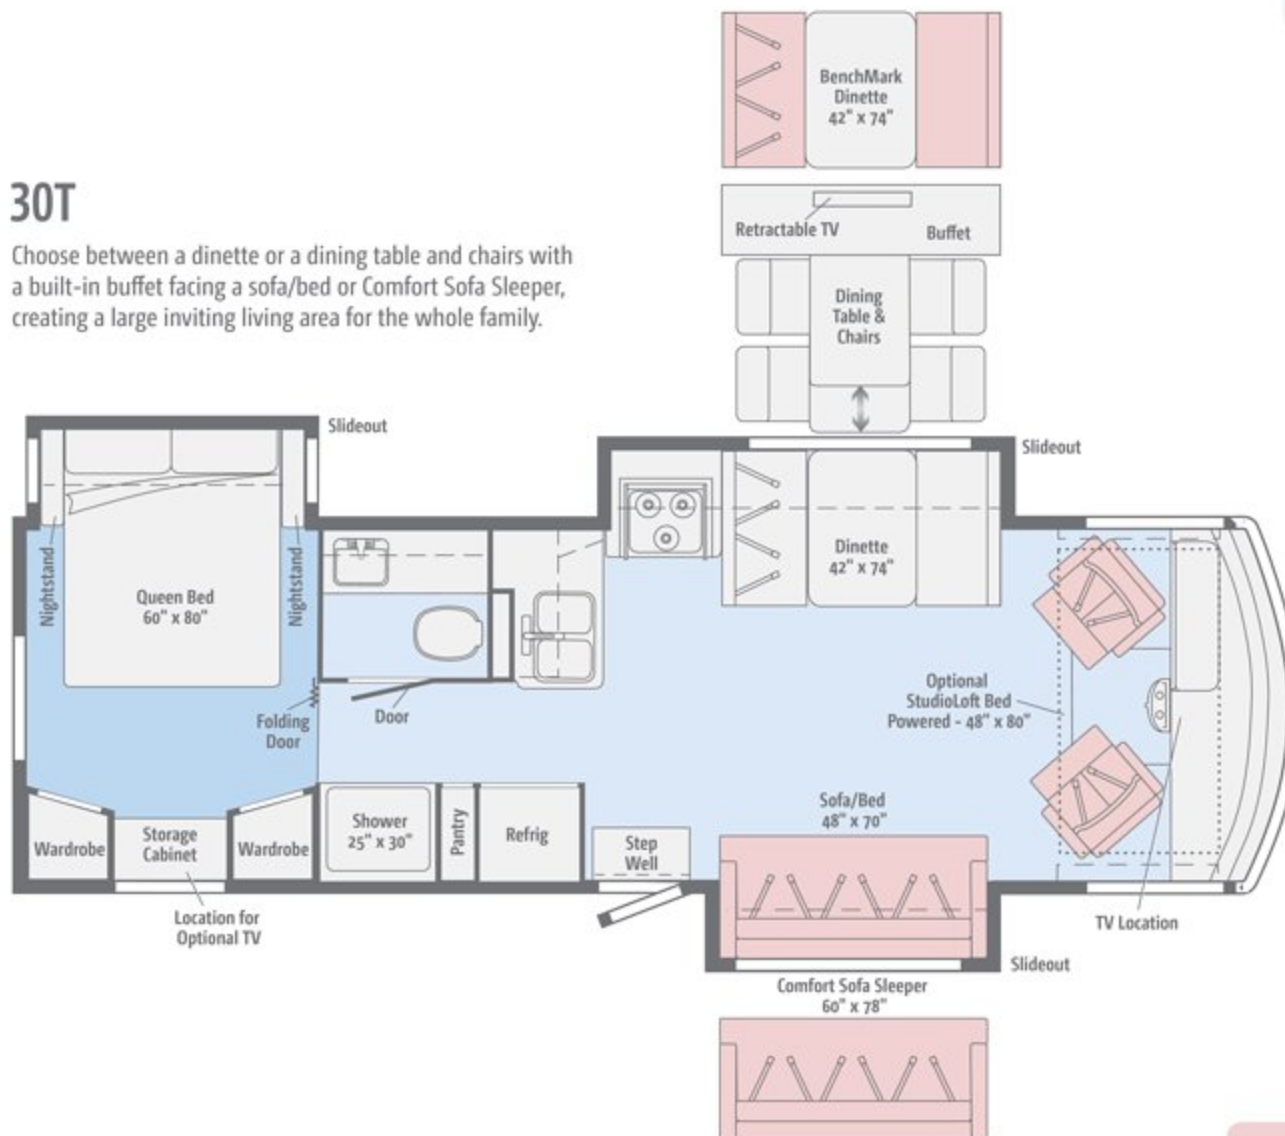 BenchMark
Dinette
42" x 74"
30T
Choose between a dinette or a dining table and chairs with
a built-in buffet facing a sofa/bed or Comfort Sofa Sleeper,
creating a large inviting living area for the whole family.
Retractable TV
Buffet
Dining
Table &
Chairs
Slideout
Slideout
Nightstand
Queen Bed
60" x 80"
Nightstand
Dinette
42" x 74"
Folding
Door
Door
Optional
StudioLoft Bed
Powered - 48" x 80"
Wardrobe
Storage
Cabinet
Wardrobe
Shower
25" x 30"
Pantry
Refrig
Step
Well
Sofa/Bed
48" x 70"
Location for
Optional TV
TV Location
Slideout
Comfort Sofa Sleeper
60" x 78"